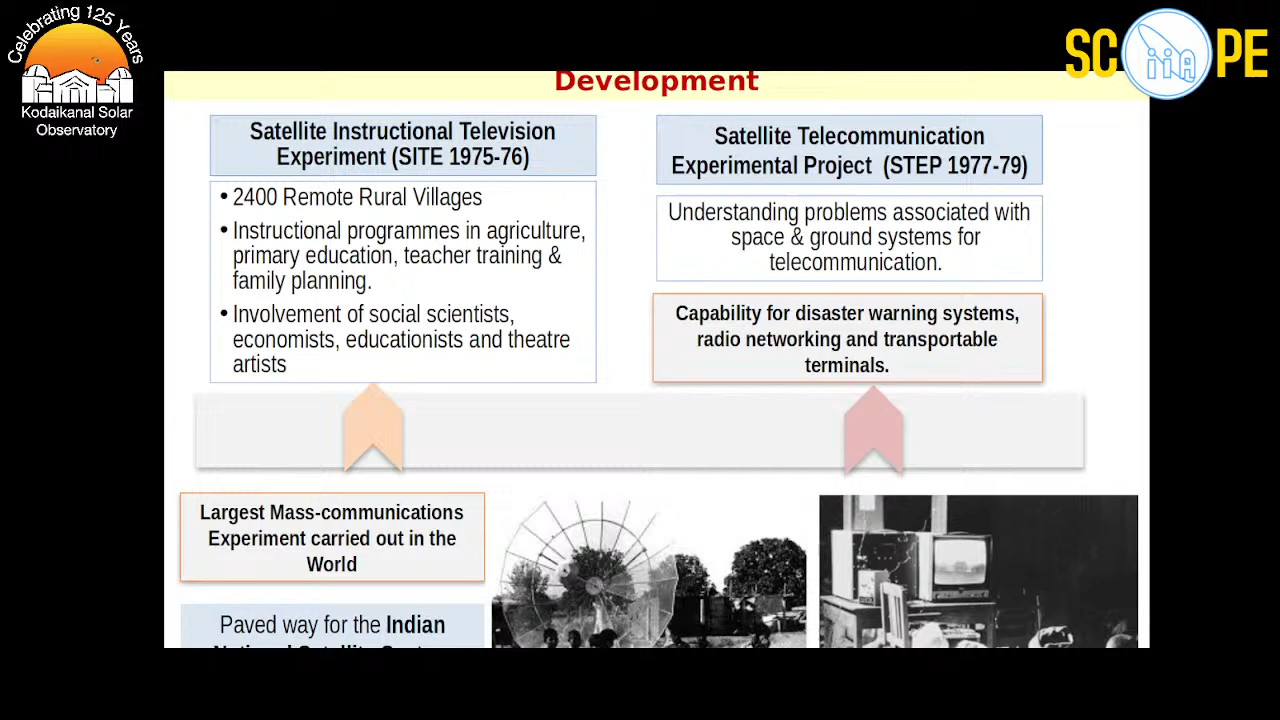 Celebrating 125 Years
Kodaikanal Solar
Observatory
SC iiA PE
Development
Satellite Instructional Television
Experiment (SITE 1975-76)
• 2400 Remote Rural Villages
• Instructional programmes in agriculture,
primary education, teacher training &
family planning.
• Involvement of social scientists,
economists, educationists and theatre
artists
Satellite Telecommunication
Experimental Project (STEP 1977-79)
Understanding problems associated with
space & ground systems for
telecommunication.
Capability for disaster warning systems,
radio networking and transportable
terminals.
Largest Mass-communications
Experiment carried out in the
World
Paved way for the Indian